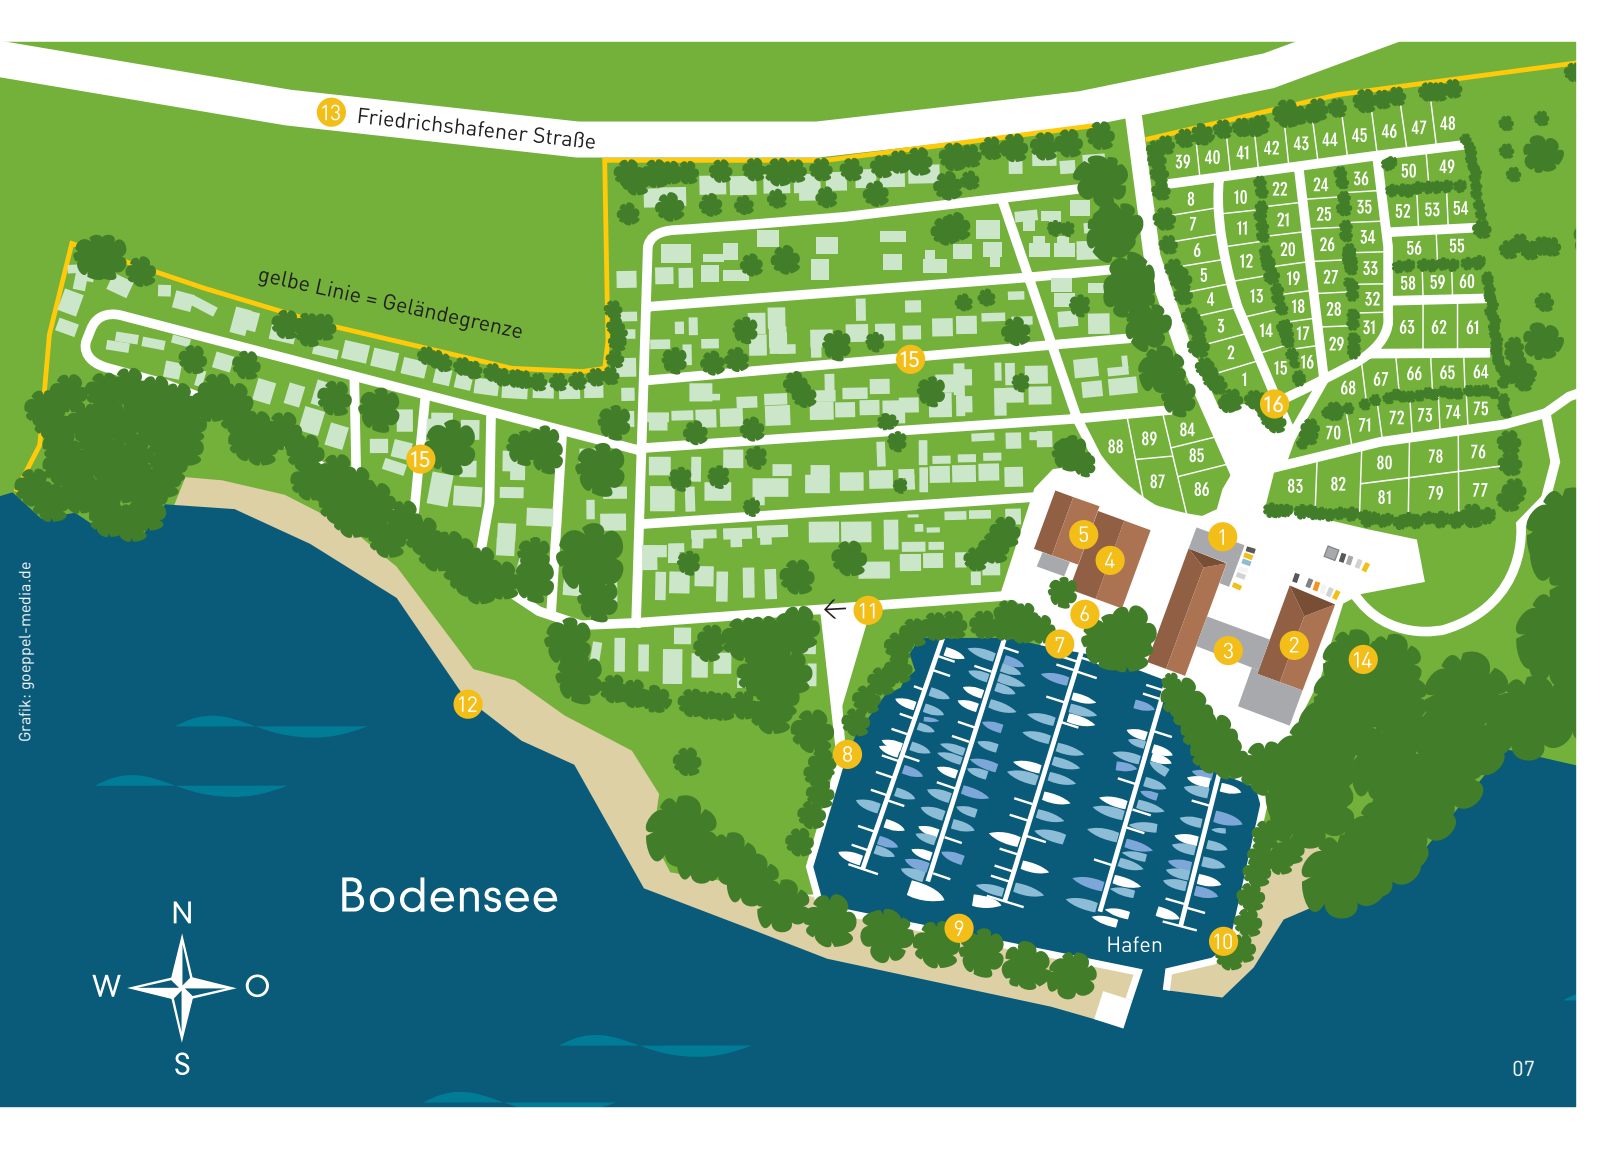 13 Friedrichshafener Straße
gelbe Linie = Geländegrenze
39 40 41 42 43 44 45 46 47 48
8 10 22 24 36 50 49
7 11 21 25 35 52 53 54
6 12 20 26 34 56 55
5 13 19 27 33 58 59 60
4 14 18 28 32 63 62 61
3 15 17 29 31
2 16
1
68 67 66 65 64
70 71 72 73 74 75
80 78 76
83 82 81 79 77
88 89 84
87 85
86
15
15
16
5
4
1
11
6
7
3
2
14
12
8
9
10
Hafen
Bodensee
N
W O
S
Grafik: goeppel-media.de
07